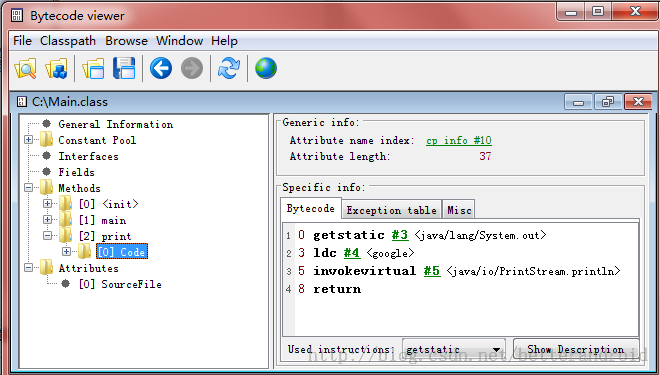 Bytecode viewer
File Classpath Browse Window Help
C:\Main.class
General Information
Constant Pool
Interfaces
Fields
Methods
[0] <init>
[1] main
[2] print
[0] Code
Attributes
[0] SourceFile
Generic info:
Attribute name index: cp info #10
Attribute length: 37
Specific info:
Bytecode Exception table Misc
1 0 getstatic #3 <java/lang/System.out>
2 3 ldc #4 <google>
3 5 invokevirtual #5 <java/io/PrintStream.println>
4 8 return
Used instructions: getstatic Show Description
http://blog.csdn.net/betterandroid